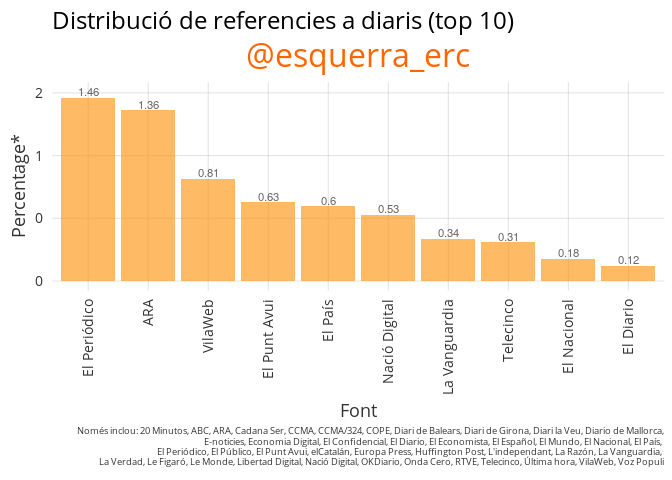 Distribució de referencies a diaris (top 10)
@esquerra_erc
Percentage*
2
1
0
0
1.46
1.36
0.81
0.63
0.6
0.53
0.34
0.31
0.18
0.12
El Periódico
ARA
VilaWeb
El Punt Avui
El País
Nació Digital
La Vanguardia
Telecinco
El Nacional
El Diario
Font
Només inclou: 20 Minutos, ABC, ARA, Cadana Ser, CCMA, CCMA/324, COPE, Diari de Balears, Diari de Girona, Diari la Veu, Diario de Mallorca,
E-noticies, Economia Digital, El Confidencial, El Diario, El Economista, El Español, El Mundo, El Nacional, El País,
El Periódico, El Público, El Punt Avui, elCatalán, Europa Press, Huffington Post, L'independant, La Razón, La Vanguardia,
La Verdad, Le Figaró, Le Monde, Libertad Digital, Nació Digital, OKDiario, Onda Cero, RTVE, Telecinco, Última hora, VilaWeb, Voz Populi